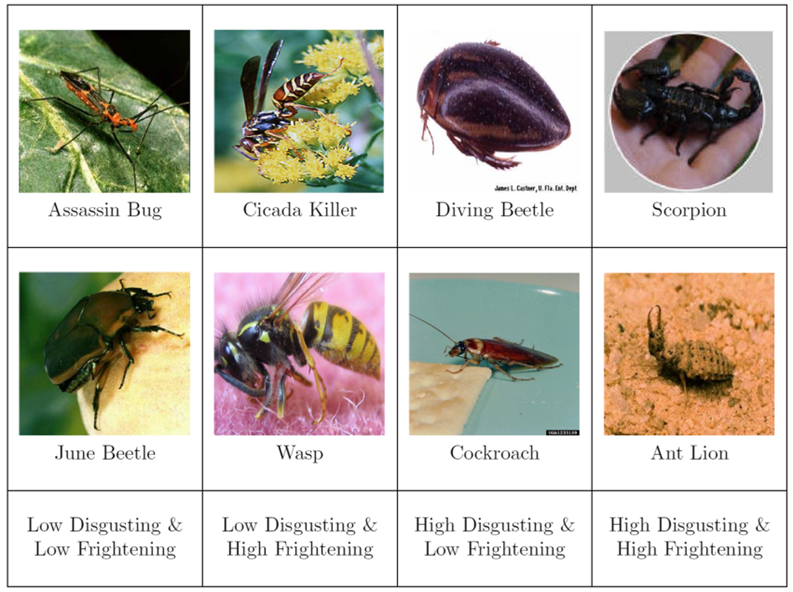 James L. Castner, U. Fla. Ent. Dept
Assassin Bug
Cicada Killer
Diving Beetle
Scorpion
June Beetle
Wasp
Cockroach
Ant Lion
Low Disgusting &
Low Frightening
Low Disgusting &
High Frightening
High Disgusting &
Low Frightening
High Disgusting &
High Frightening